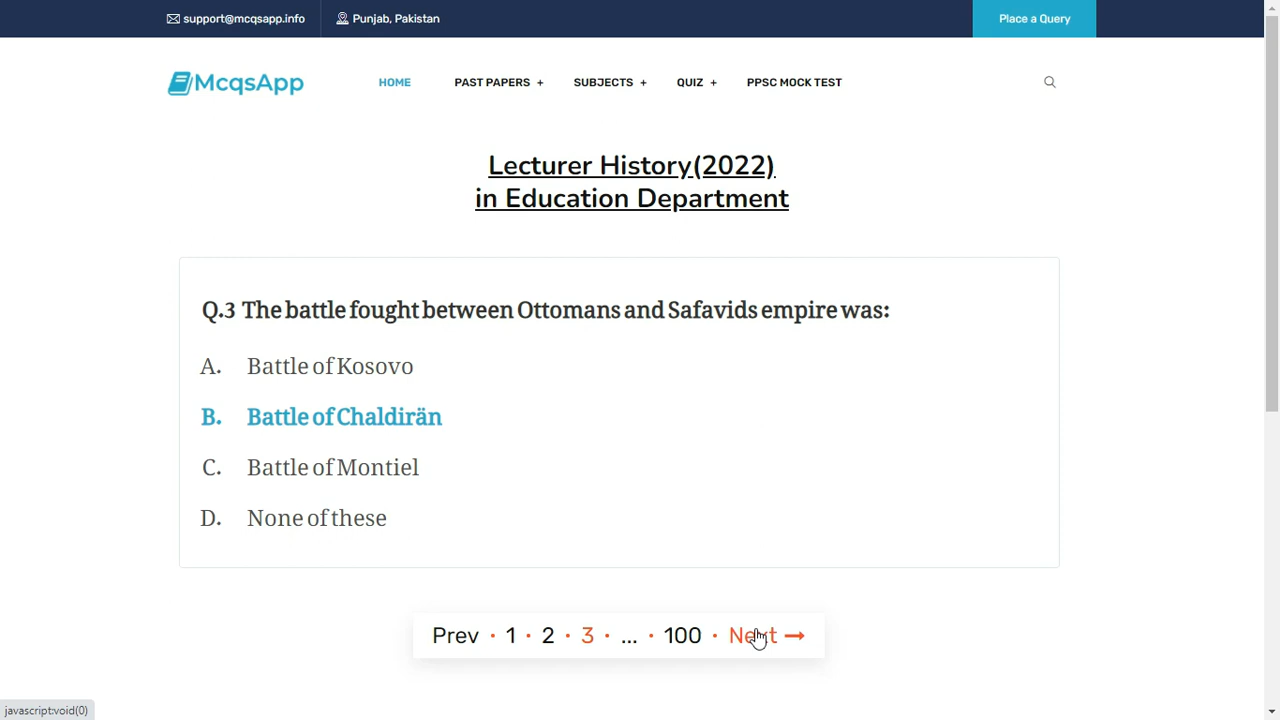 support@mcqsapp.info Punjab, Pakistan Place a Query
McqsApp HOME PAST PAPERS + SUBJECTS + QUIZ + PPSC MOCK TEST
Lecturer History(2022)
in Education Department
Q.3 The battle fought between Ottomans and Safavids empire was:
A. Battle of Kosovo
B. Battle of Chaldirän
C. Battle of Montiel
D. None of these
Prev • 1 • 2 • 3 • ... • 100 • Next →
javascript:void(0)